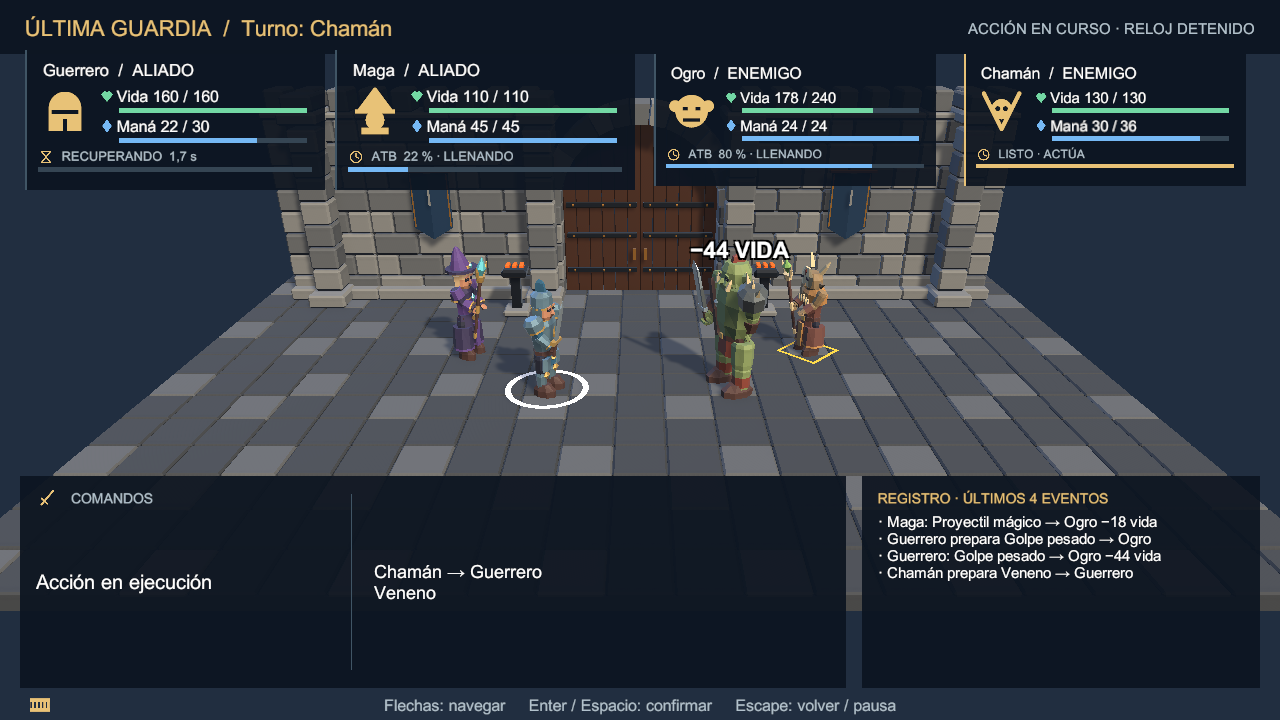 ÚLTIMA GUARDIA / Turno: Chamán
ACCIÓN EN CURSO · RELOJ DETENIDO
Guerrero / ALIADO
Vida 160 / 160
Maná 22 / 30
RECUPERANDO 1,7 s
Maga / ALIADO
Vida 110 / 110
Maná 45 / 45
ATB 22 % · LLENANDO
Ogro / ENEMIGO
Vida 178 / 240
Maná 24 / 24
ATB 80 % · LLENANDO
Chamán / ENEMIGO
Vida 130 / 130
Maná 30 / 36
LISTO · ACTÚA
−44 VIDA
COMANDOS
Acción en ejecución
Chamán → Guerrero
Veneno
REGISTRO · ÚLTIMOS 4 EVENTOS
· Maga: Proyectil mágico → Ogro −18 vida
· Guerrero prepara Golpe pesado → Ogro
· Guerrero: Golpe pesado → Ogro −44 vida
· Chamán prepara Veneno → Guerrero
Flechas: navegar Enter / Espacio: confirmar Escape: volver / pausa